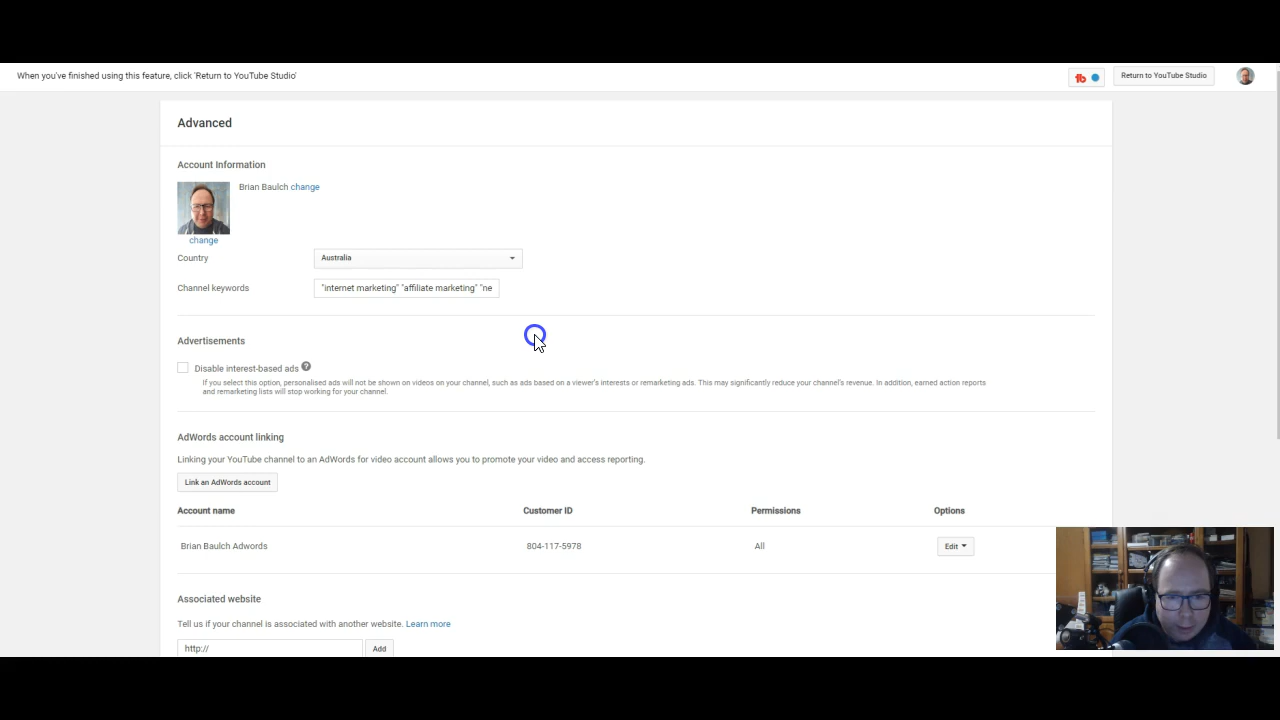 When you've finished using this feature, click 'Return to YouTube Studio'
Return to YouTube Studio
Advanced
Account Information
Brian Baulch change
change
Country
Australia
Channel keywords
"internet marketing" "affiliate marketing" "ne
Advertisements
Disable interest-based ads ?
If you select this option, personalised ads will not be shown on videos on your channel, such as ads based on a viewer's interests or remarketing ads. This may significantly reduce your channel's revenue. In addition, earned action reports
and remarketing lists will stop working for your channel.
AdWords account linking
Linking your YouTube channel to an AdWords for video account allows you to promote your video and access reporting.
Link an AdWords account
Account name Customer ID Permissions Options
Brian Baulch Adwords 804-117-5978 All Edit
Associated website
Tell us if your channel is associated with another website. Learn more
http:// Add